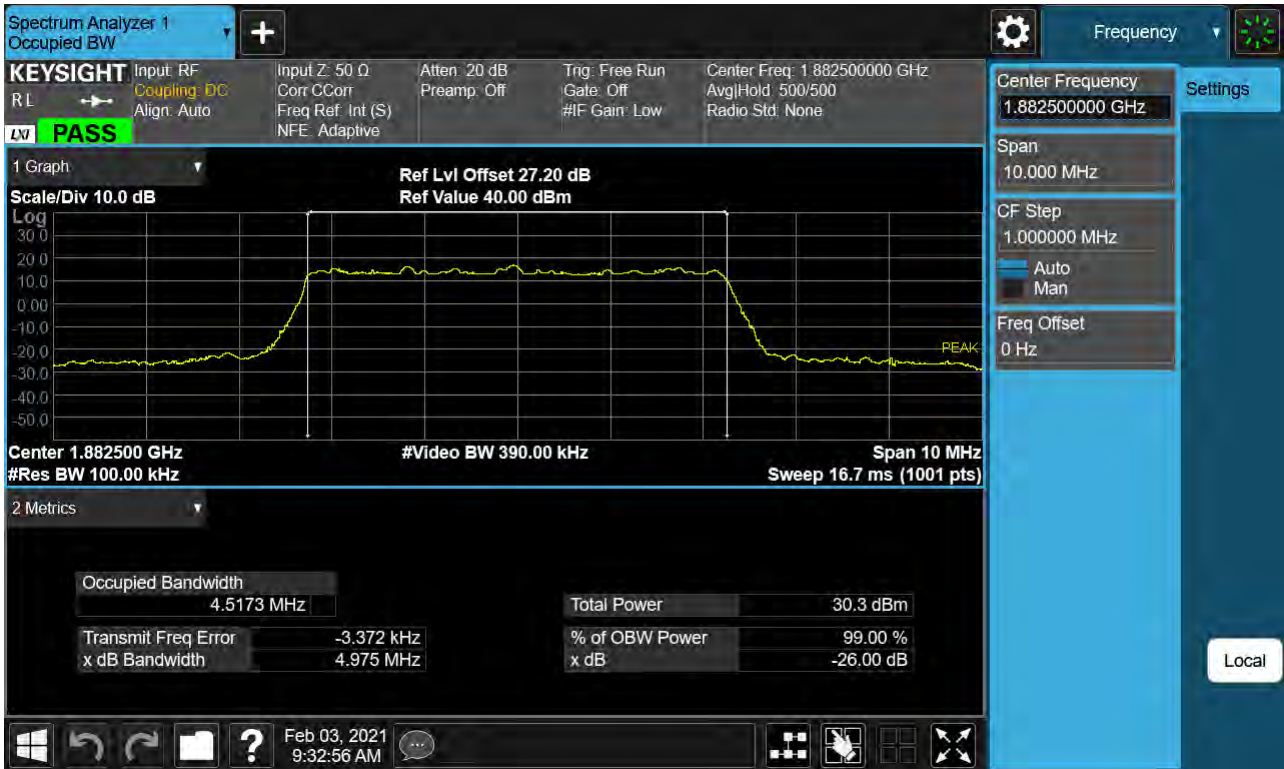 Spectrum Analyzer 1
Occupied BW
+
Frequency
KEYSIGHT
RL
LXI
PASS
Input: RF
Coupling: DC
Align: Auto
Input Z: 50 Ω
Corr CCorr
Freq Ref: Int (S)
NFE: Adaptive
Atten: 20 dB
Preamp: Off
Trig: Free Run
Gate: Off
#IF Gain: Low
Center Freq: 1.882500000 GHz
Avg|Hold: 500/500
Radio Std: None
Center Frequency
1.882500000 GHz
Settings
Span
10.000 MHz
CF Step
1.000000 MHz
Auto
Man
Freq Offset
0 Hz
Local
1 Graph
Scale/Div 10.0 dB
Ref Lvl Offset 27.20 dB
Ref Value 40.00 dBm
Log
30.0
20.0
10.0
0.00
-10.0
-20.0
-30.0
-40.0
-50.0
PEAK
Center 1.882500 GHz
#Video BW 390.00 kHz
Span 10 MHz
#Res BW 100.00 kHz
Sweep 16.7 ms (1001 pts)
2 Metrics
Occupied Bandwidth
4.5173 MHz
Total Power 30.3 dBm
Transmit Freq Error -3.372 kHz
% of OBW Power 99.00 %
x dB Bandwidth 4.975 MHz
x dB -26.00 dB
?
Feb 03, 2021
9:32:56 AM